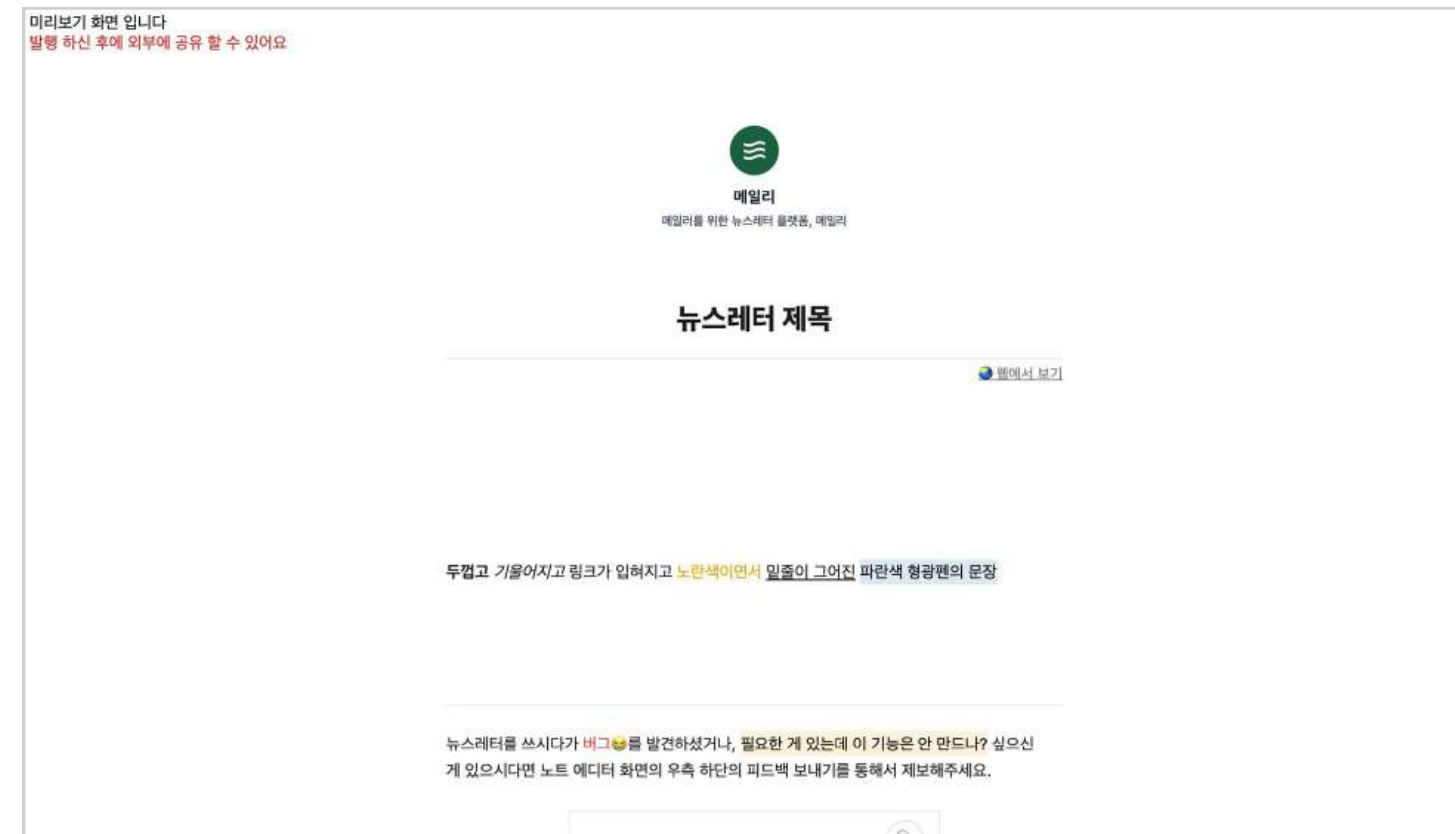 미리보기 화면 입니다
발행 하신 후에 외부에 공유 할 수 있어요
메일리
메일러를 위한 뉴스레터 플랫폼, 메일리
뉴스레터 제목
🌏 웹에서 보기
두껍고 기울어지고 링크가 입혀지고 노란색이면서 밑줄이 그어진 파란색 형광펜의 문장
뉴스레터를 쓰시다가 버그😂를 발견하셨거나, 필요한 게 있는데 이 기능은 안 만드나? 싶으신
게 있으시다면 노트 에디터 화면의 우측 하단의 피드백 보내기를 통해서 제보해주세요.